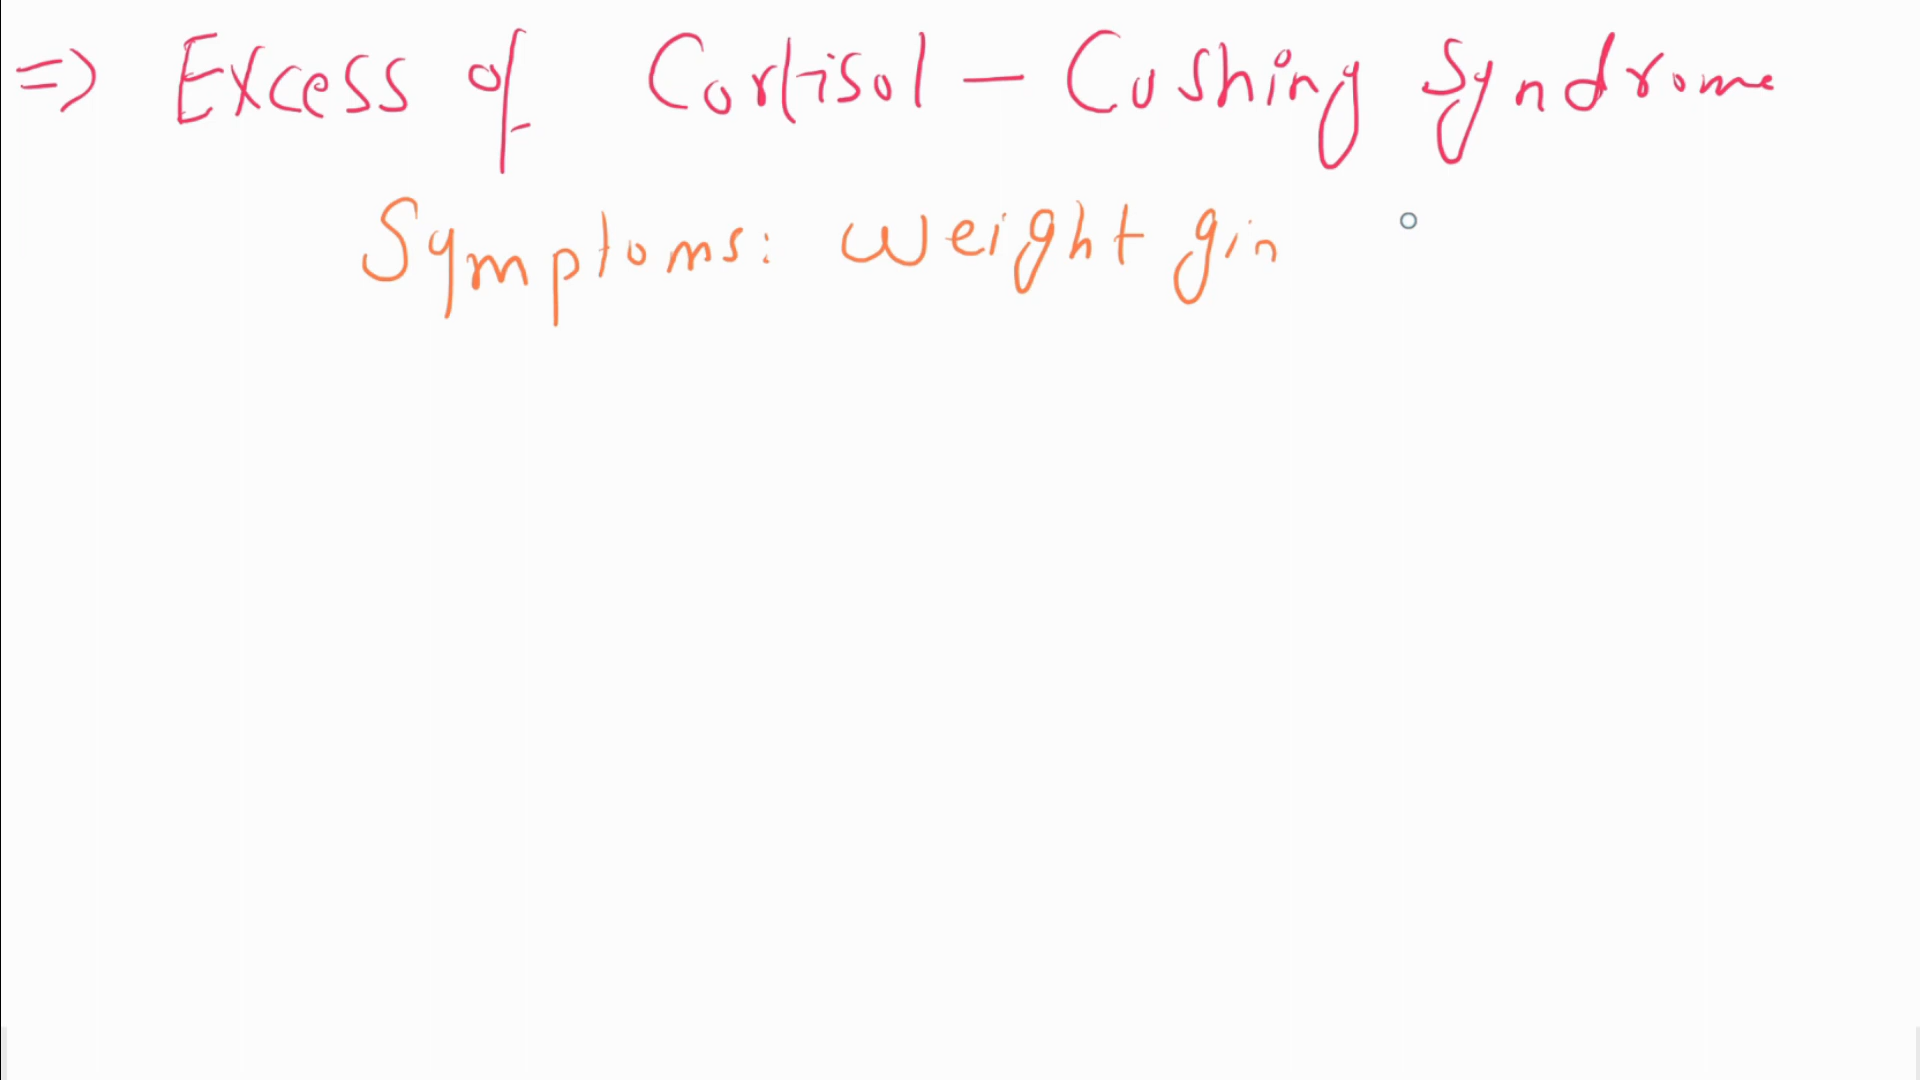 => Excess of Cortisol - Cushing Syndrome
Symptoms: weight gin